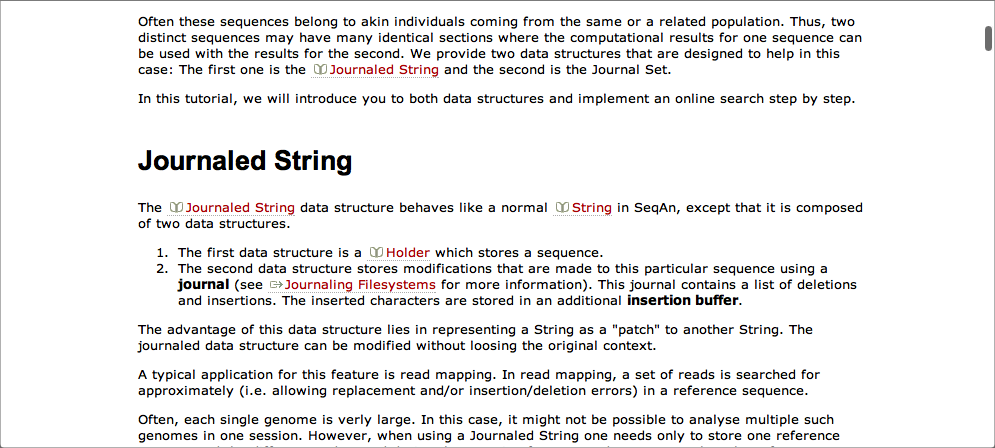 Often these sequences belong to akin individuals coming from the same or a related population. Thus, two
distinct sequences may have many identical sections where the computational results for one sequence can
be used with the results for the second. We provide two data structures that are designed to help in this
case: The first one is the Journaled String and the second is the Journal Set.
In this tutorial, we will introduce you to both data structures and implement an online search step by step.
Journaled String
The Journaled String data structure behaves like a normal String in SeqAn, except that it is composed
of two data structures.
1. The first data structure is a Holder which stores a sequence.
2. The second data structure stores modifications that are made to this particular sequence using a
journal (see Journaling Filesystems for more information). This journal contains a list of deletions
and insertions. The inserted characters are stored in an additional insertion buffer.
The advantage of this data structure lies in representing a String as a "patch" to another String. The
journaled data structure can be modified without loosing the original context.
A typical application for this feature is read mapping. In read mapping, a set of reads is searched for
approximately (i.e. allowing replacement and/or insertion/deletion errors) in a reference sequence.
Often, each single genome is verly large. In this case, it might not be possible to analyse multiple such
genomes in one session. However, when using a Journaled String one needs only to store one reference